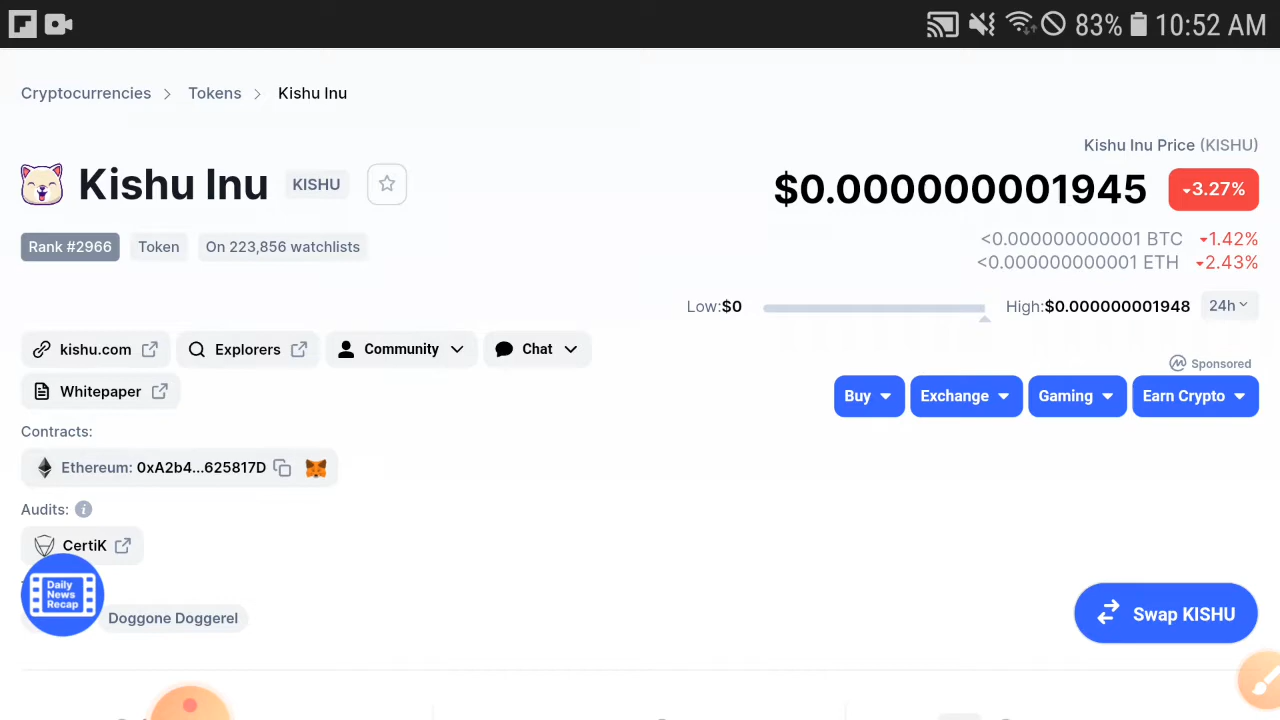 83% 10:52 AM
Cryptocurrencies > Tokens > Kishu Inu
Kishu Inu KISHU
Rank #2966 Token On 223,856 watchlists
Kishu Inu Price (KISHU)
$0.000000001945 3.27%
<0.000000000001 BTC 1.42%
<0.000000000001 ETH 2.43%
Low:$0 High:$0.000000001948 24h
kishu.com Explorers Community Chat
Whitepaper
Sponsored
Buy Exchange Gaming Earn Crypto
Contracts:
Ethereum: 0xA2b4...625817D
Audits:
CertiK
Daily
News
Recap
Doggone Doggerel
Swap KISHU